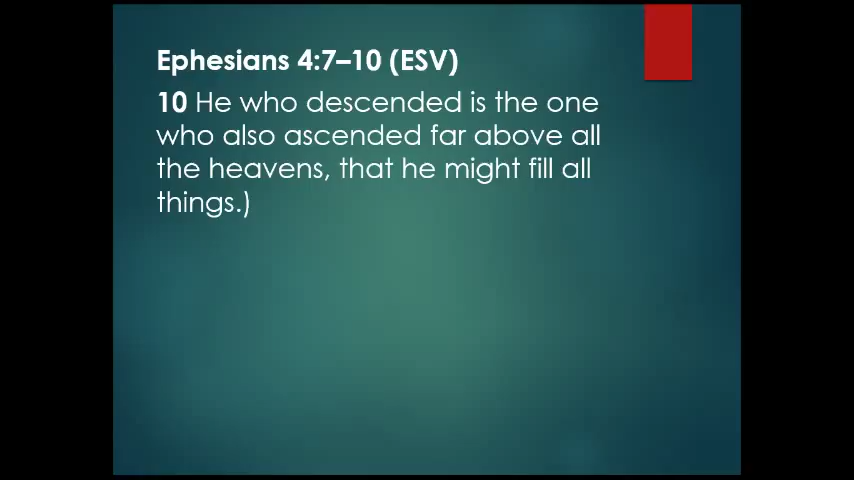 Ephesians 4:7–10 (ESV)
10 He who descended is the one
who also ascended far above all
the heavens, that he might fill all
things.)